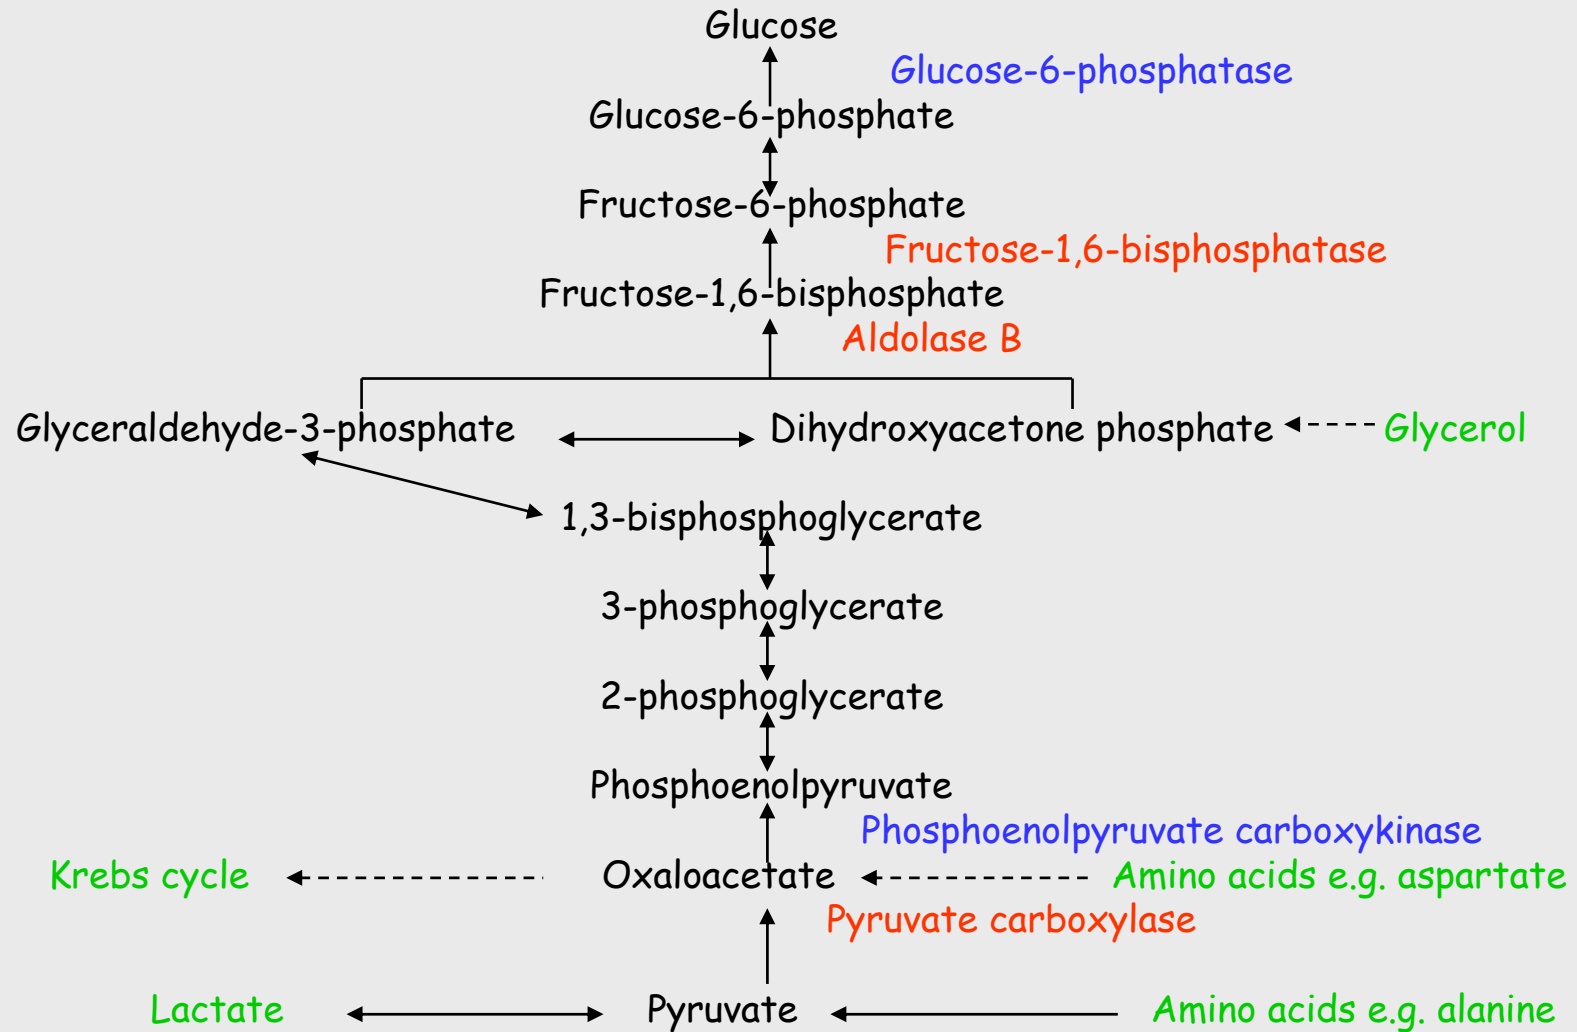 Glucose
Glucose-6-phosphatase
Glucose-6-phosphate
Fructose-6-phosphate
Fructose-1,6-bisphosphatase
Fructose-1,6-bisphosphate
Aldolase B
Glyceraldehyde-3-phosphate
Dihydroxyacetone phosphate
Glycerol
1,3-bisphosphoglycerate
3-phosphoglycerate
2-phosphoglycerate
Phosphoenolpyruvate
Phosphoenolpyruvate carboxykinase
Krebs cycle
Oxaloacetate
Amino acids e.g. aspartate
Pyruvate carboxylase
Lactate
Pyruvate
Amino acids e.g. alanine